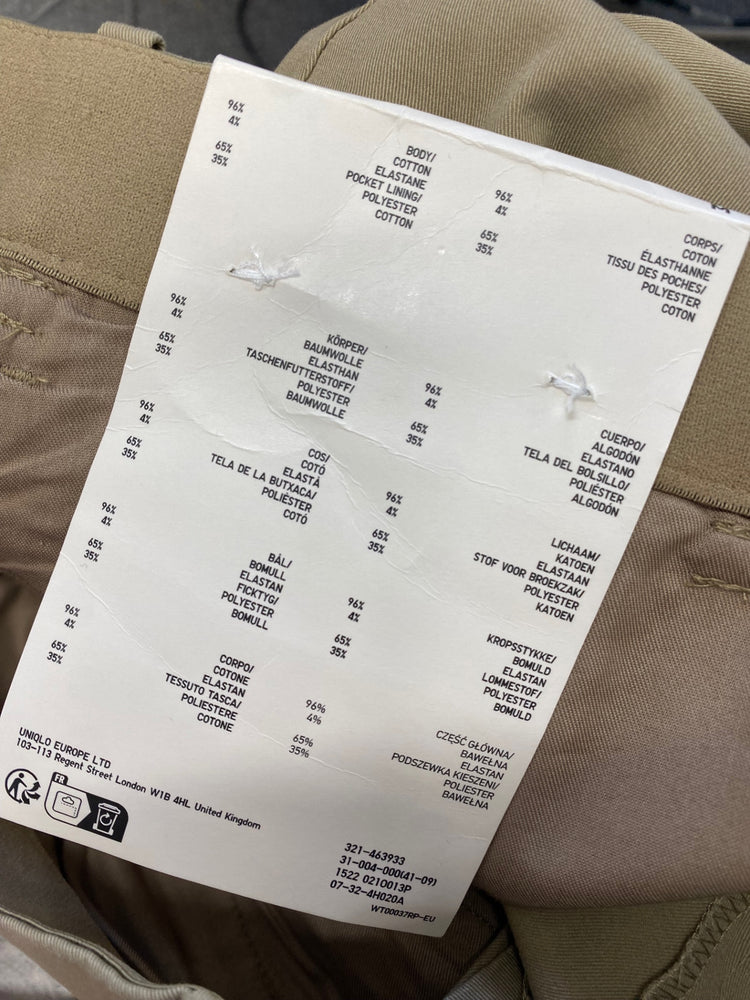 96%
4%
65%
35%
BODY/
COTTON
ELASTANE
POCKET LINING/
POLYESTER
COTTON
96%
4%
65%
35%
CORPS/
COTON
ÉLASTHANNE
TISSU DES POCHES/
POLYESTER
COTON
96%
4%
65%
35%
KÖRPER/
BAUMWOLLE
ELASTHAN
TASCHENFUTTERSTOFF/
POLYESTER
BAUMWOLLE
96%
4%
65%
35%
CUERPO/
ALGODÓN
ELASTANO
TELA DEL BOLSILLO/
POLIÉSTER
ALGODÓN
96%
4%
65%
35%
COS/
COTÓ
ELASTÀ
TELA DE LA BUTXACA/
POLIÈSTER
COTÓ
96%
4%
65%
35%
LICHAAM/
KATOEN
ELASTAAN
STOF VOOR BROEKZAK/
POLYESTER
KATOEN
96%
4%
65%
35%
BÅL/
BOMULL
ELASTAN
FICKTYG/
POLYESTER
BOMULL
96%
4%
65%
35%
KROPSSTYKKE/
BOMULD
ELASTAN
LOMMESTOF/
POLYESTER
BOMULD
96%
4%
65%
35%
CORPO/
COTONE
ELASTAN
TESSUTO TASCA/
POLIESTERE
COTONE
96%
4%
65%
35%
CZĘŚĆ GŁÓWNA/
BAWEŁNA
ELASTAN
PODSZEWKA KIESZENI/
POLIESTER
BAWEŁNA
UNIQLO EUROPE LTD
103-113 Regent Street London W1B 4HL United Kingdom
FR
321-463933
31-004-000(41-09)
1522 0210013P
07-32-4H020A
WT00037RP-EU